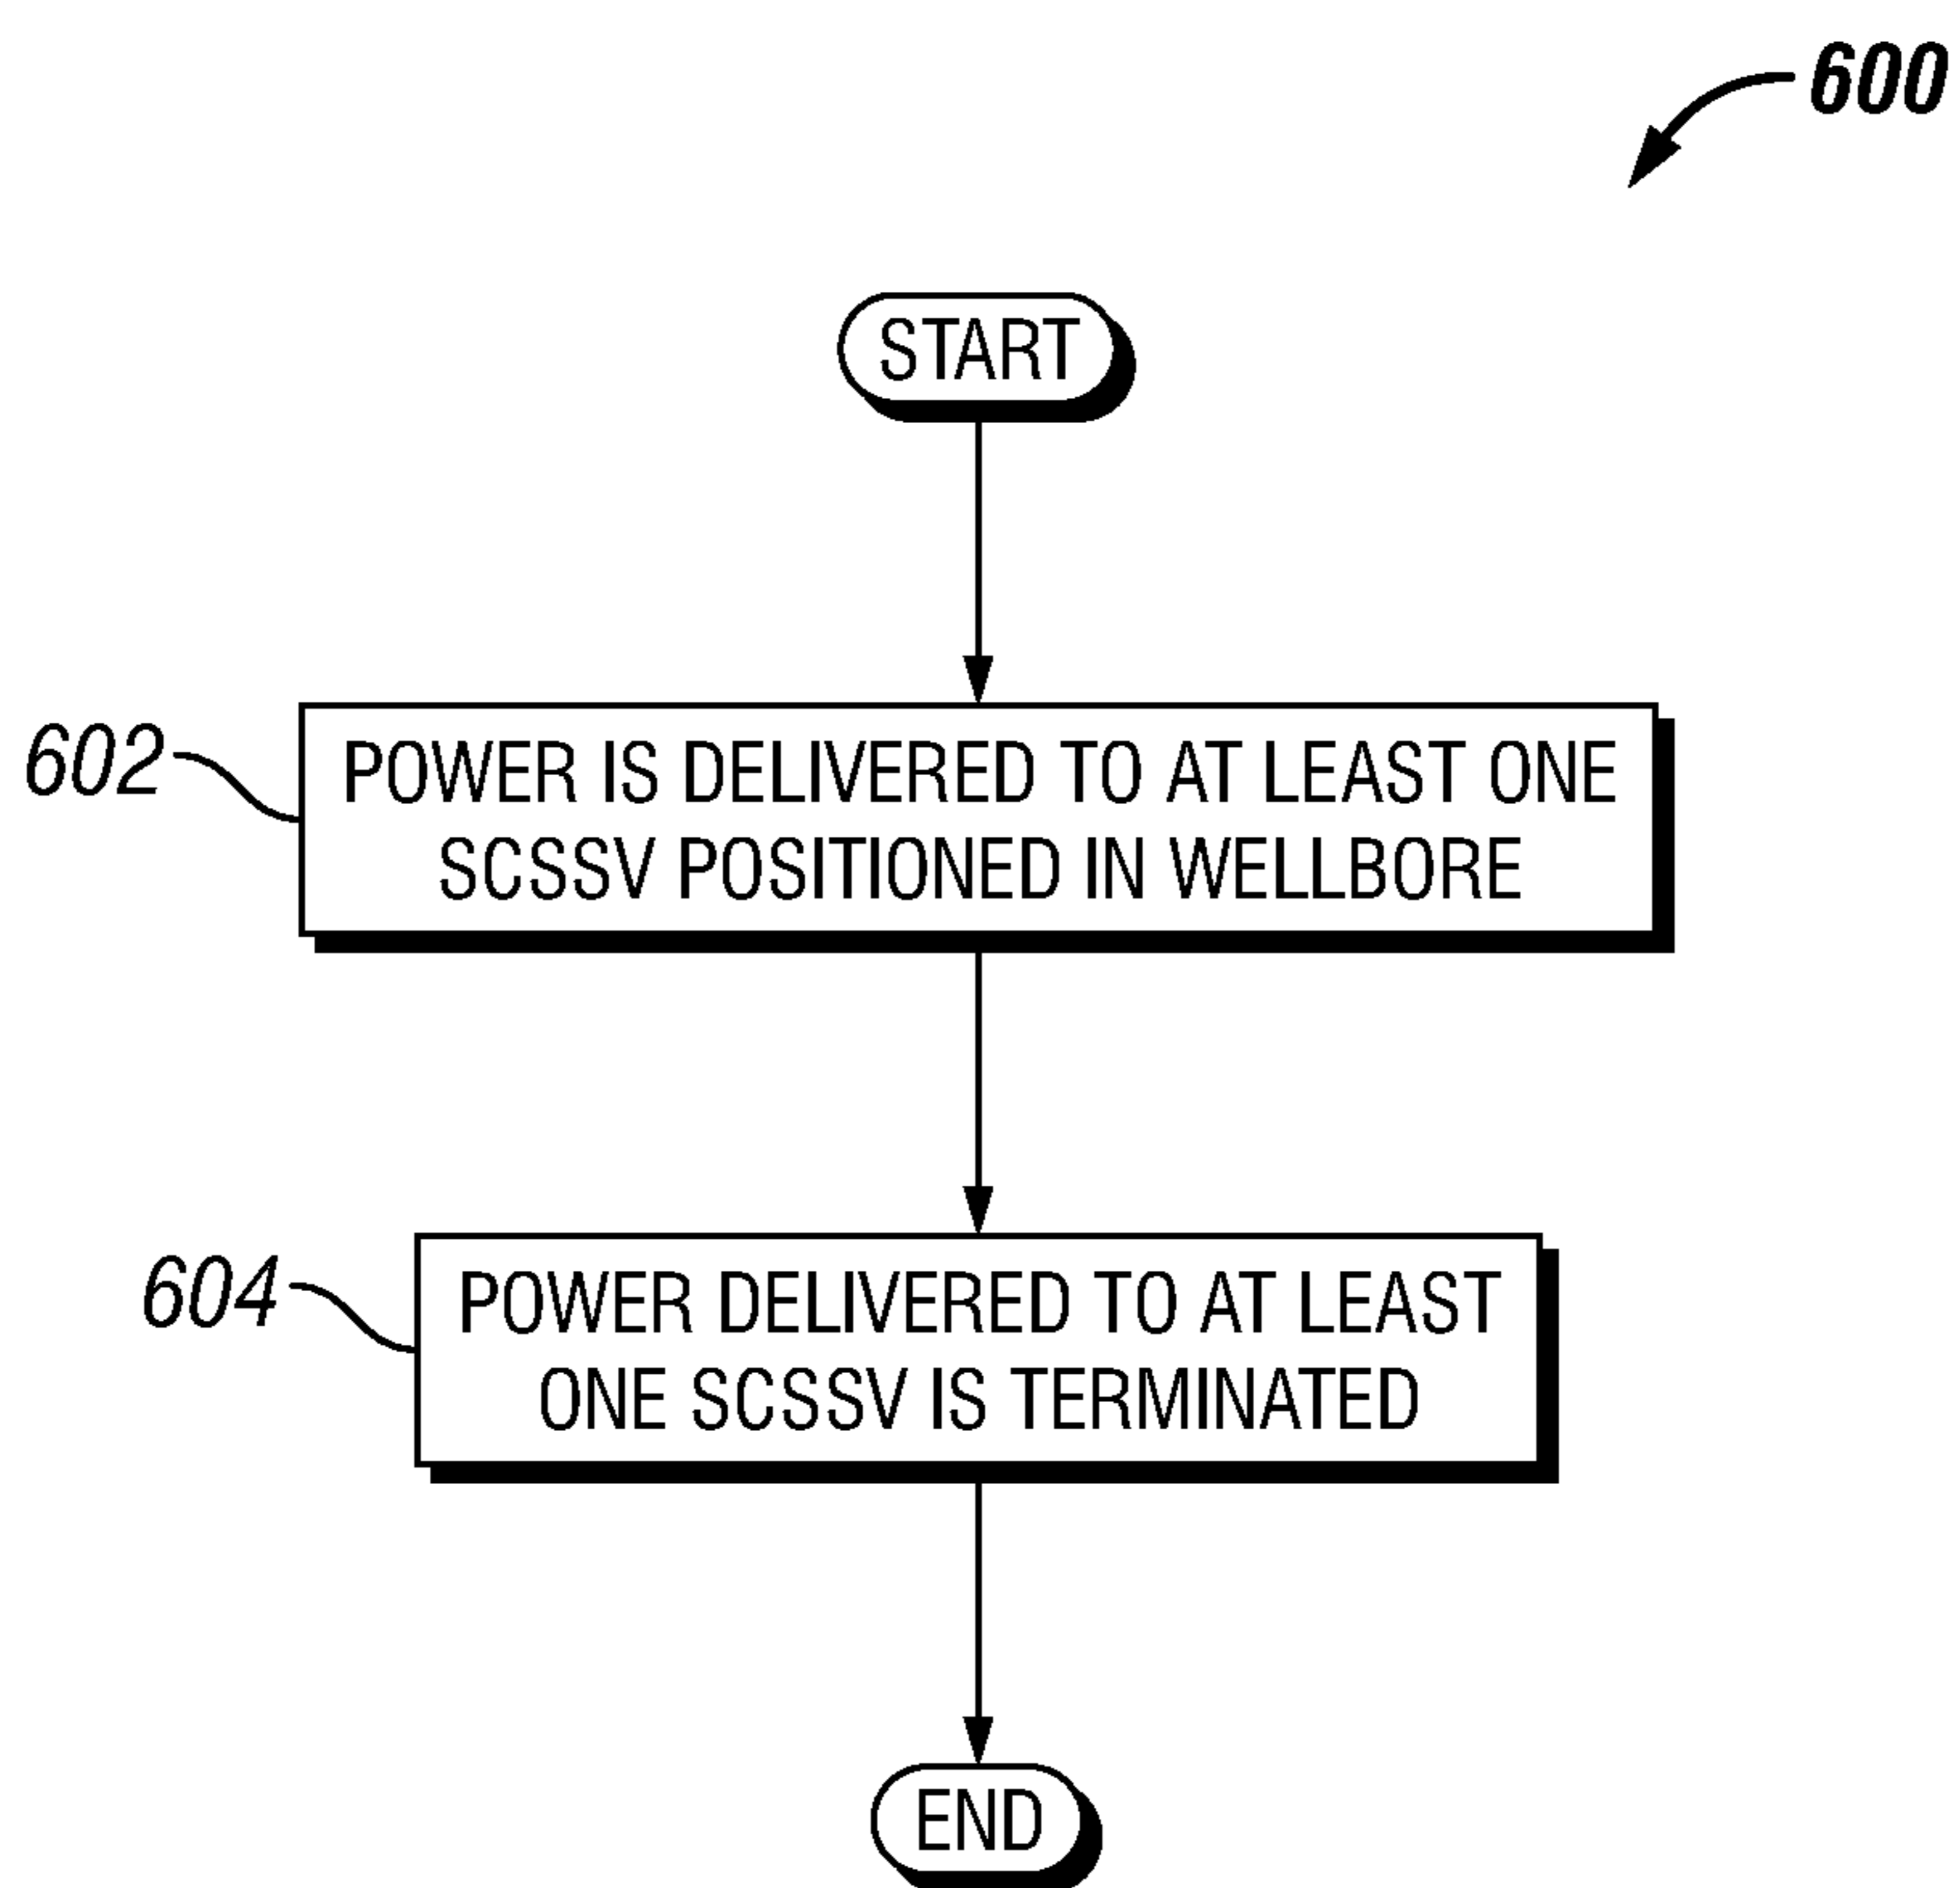 600
START
602
POWER IS DELIVERED TO AT LEAST ONE
SCSSV POSITIONED IN WELLBORE
604
POWER DELIVERED TO AT LEAST
ONE SCSSV IS TERMINATED
END